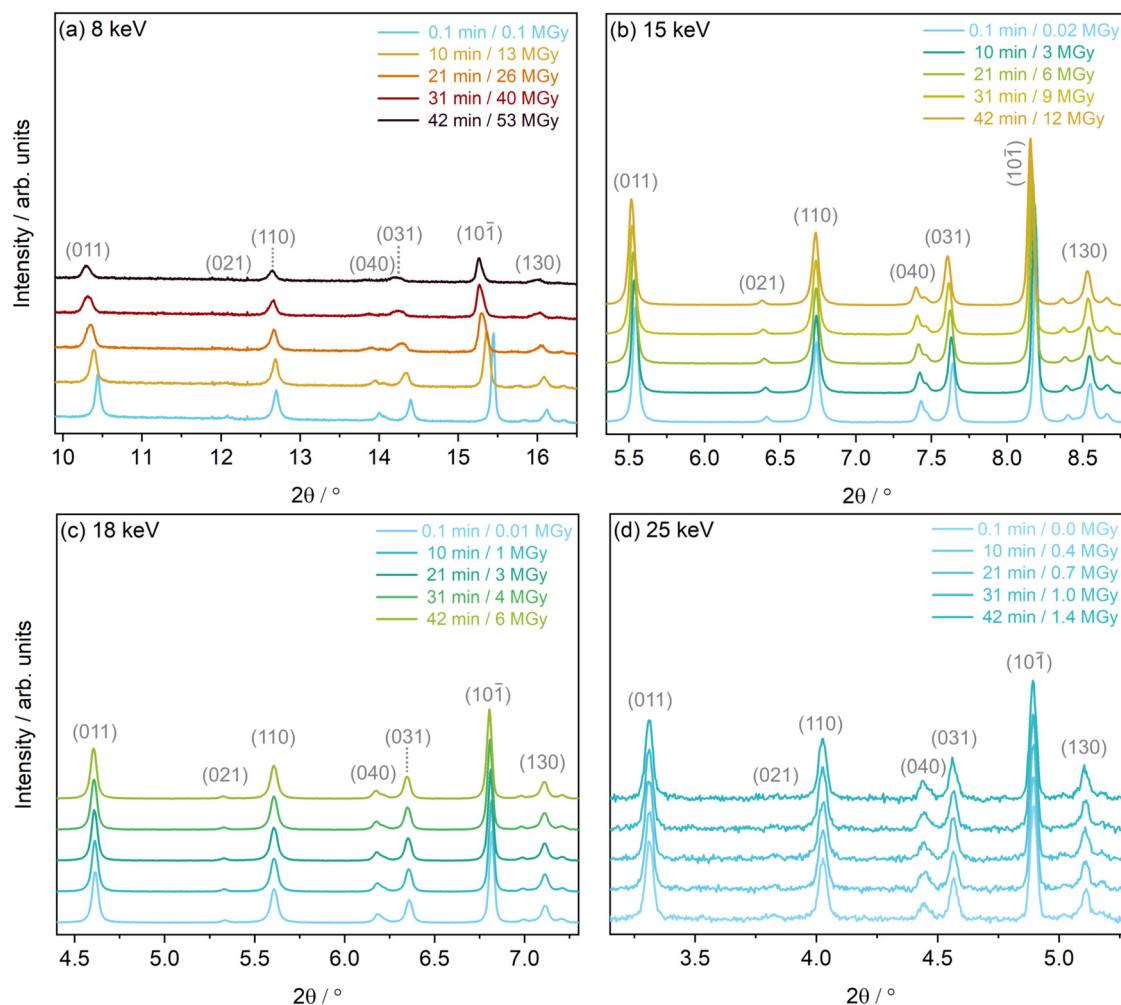 (a) 8 keV
0.1 min / 0.1 MGy
10 min / 13 MGy
21 min / 26 MGy
31 min / 40 MGy
42 min / 53 MGy
(011)
(021)
(110)
(040)
(031)
(101̅)
(130)
10 11 12 13 14 15 16
2θ / °
Intensity / arb. units
(b) 15 keV
0.1 min / 0.02 MGy
10 min / 3 MGy
21 min / 6 MGy
31 min / 9 MGy
42 min / 12 MGy
(011)
(021)
(110)
(040)
(031)
(101̅)
(130)
5.5 6.0 6.5 7.0 7.5 8.0 8.5
2θ / °
(c) 18 keV
0.1 min / 0.01 MGy
10 min / 1 MGy
21 min / 3 MGy
31 min / 4 MGy
42 min / 6 MGy
(011)
(021)
(110)
(040)
(031)
(101̅)
(130)
4.5 5.0 5.5 6.0 6.5 7.0
2θ / °
Intensity / arb. units
(d) 25 keV
0.1 min / 0.0 MGy
10 min / 0.4 MGy
21 min / 0.7 MGy
31 min / 1.0 MGy
42 min / 1.4 MGy
(011)
(021)
(110)
(040)
(031)
(101̅)
(130)
3.5 4.0 4.5 5.0
2θ / °